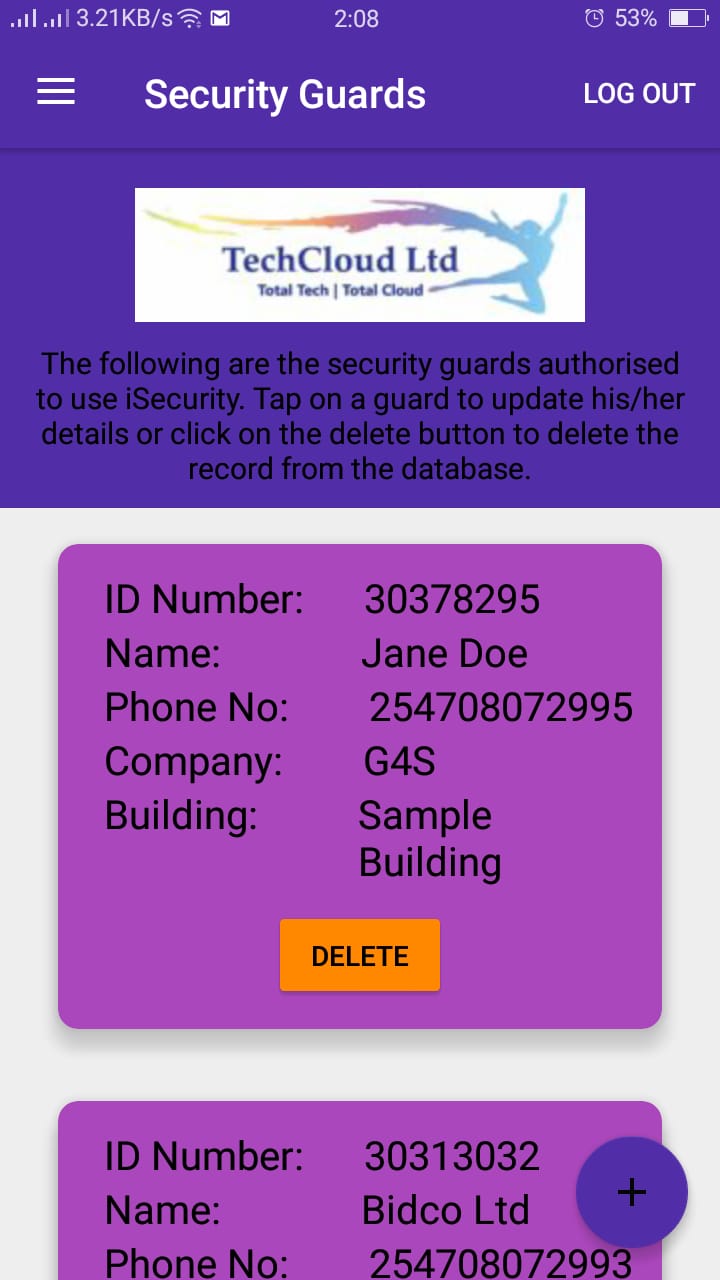 3.21KB/s 2:08 53%
Security Guards LOG OUT
TechCloud Ltd
Total Tech | Total Cloud
The following are the security guards authorised
to use iSecurity. Tap on a guard to update his/her
details or click on the delete button to delete the
record from the database.
ID Number: 30378295
Name: Jane Doe
Phone No: 254708072995
Company: G4S
Building: Sample
Building
DELETE
ID Number: 30313032
Name: Bidco Ltd
+
Phone No: 254708072993